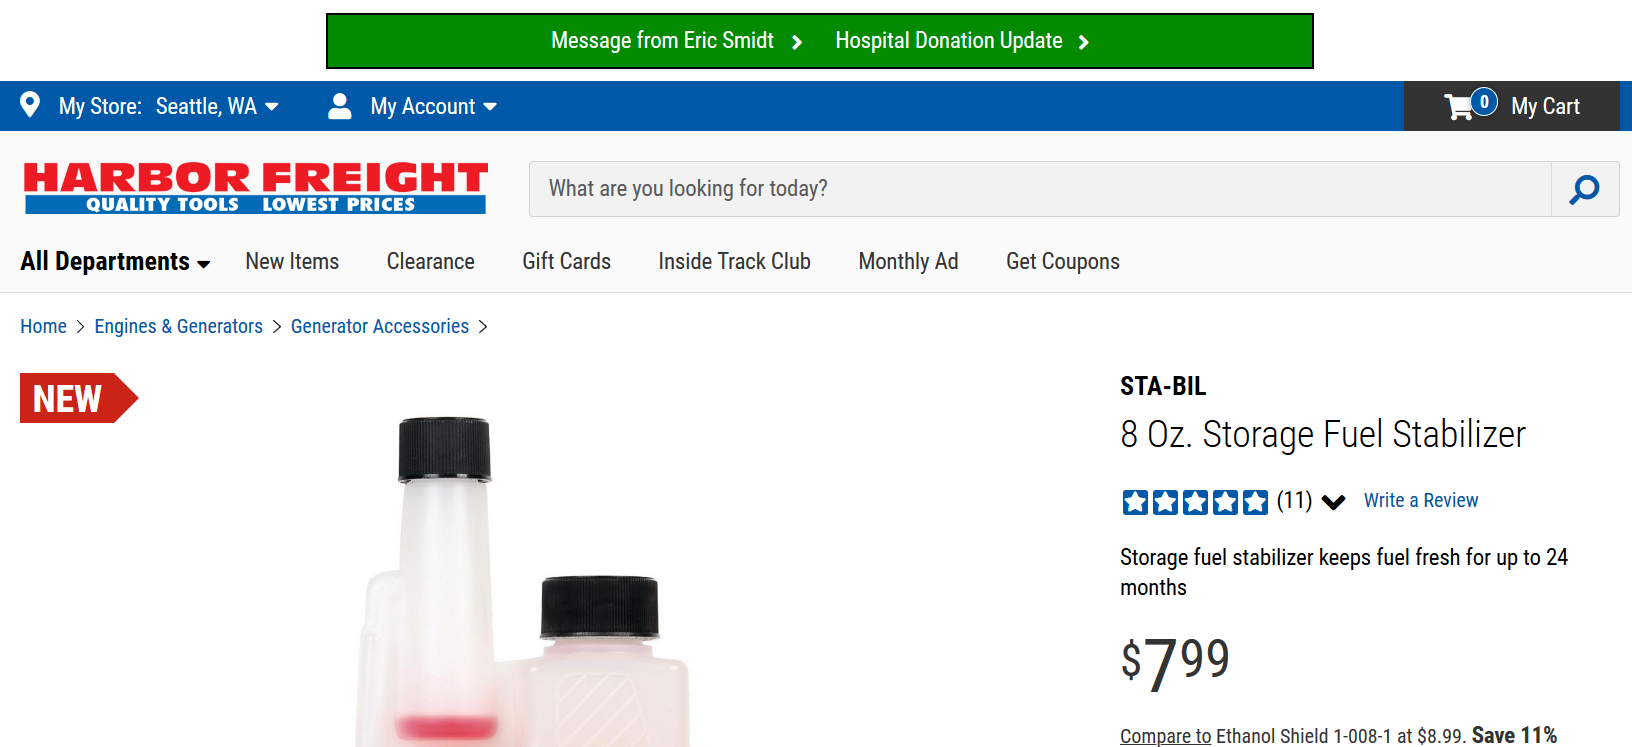 Message from Eric Smidt Hospital Donation Update
My Store: Seattle, WA My Account 0 My Cart
HARBOR FREIGHT
QUALITY TOOLS LOWEST PRICES
What are you looking for today?
All Departments New Items Clearance Gift Cards Inside Track Club Monthly Ad Get Coupons
Home > Engines & Generators > Generator Accessories >
NEW
STA-BIL
8 Oz. Storage Fuel Stabilizer
(11) Write a Review
Storage fuel stabilizer keeps fuel fresh for up to 24
months
$799
Compare to Ethanol Shield 1-008-1 at $8.99. Save 11%